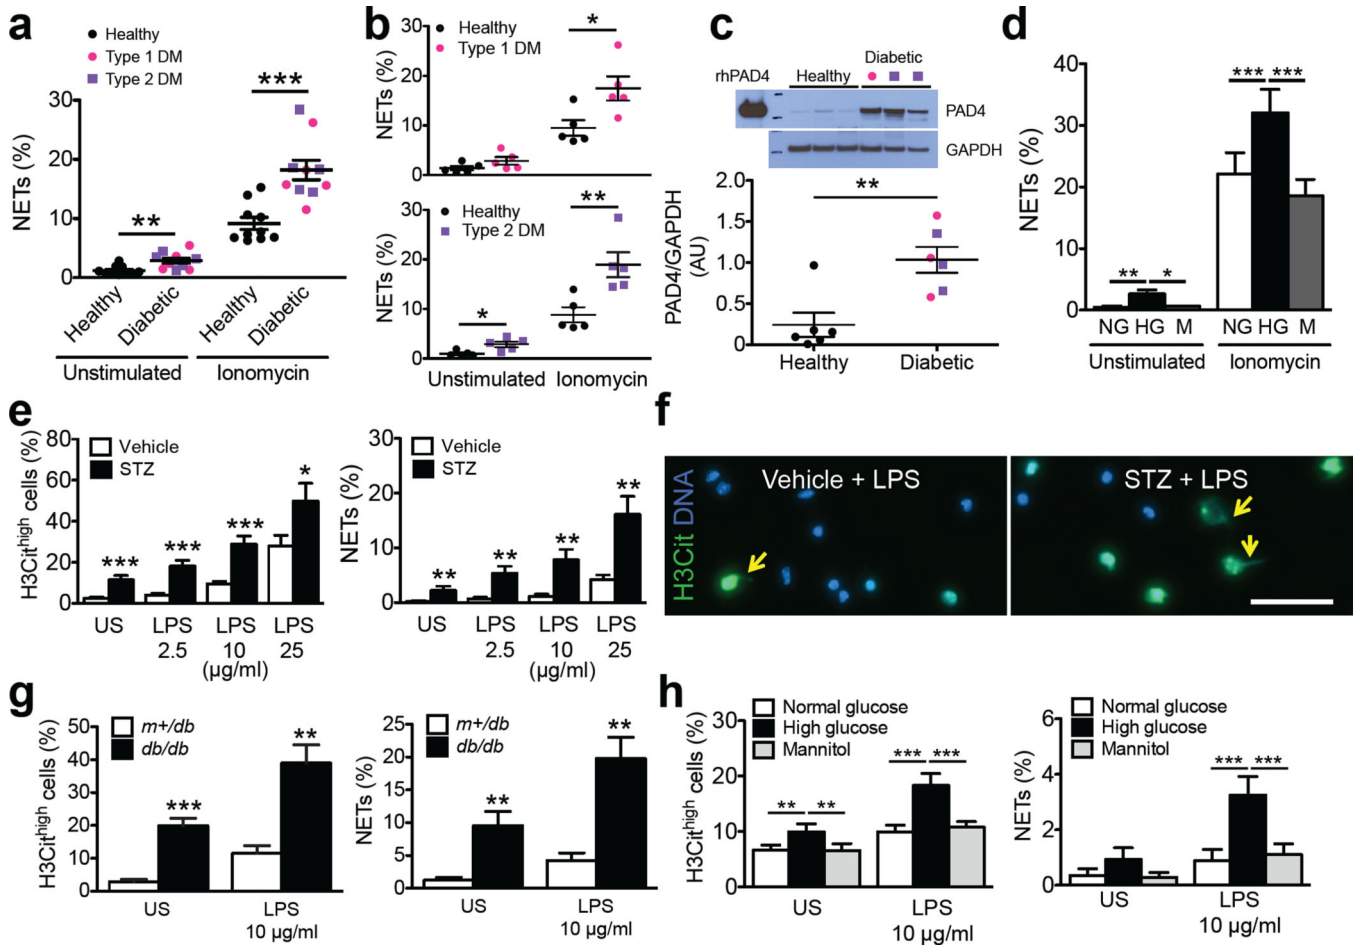 a
Healthy
Type 1 DM
Type 2 DM
***
**
NETs (%)
30
20
10
0
Healthy
Diabetic
Healthy
Diabetic
Unstimulated
Ionomycin
b
Healthy
Type 1 DM
*
NETs (%)
30
20
10
0
Healthy
Type 2 DM
**
*
NETs (%)
30
20
10
0
Unstimulated
Ionomycin
c
Diabetic
rhPAD4
Healthy
PAD4
GAPDH
**
PAD4/GAPDH
(AU)
2.0
1.5
1.0
0.5
0
Healthy
Diabetic
d
*** ***
** *
NETs (%)
40
30
20
10
0
NG HG M
NG HG M
Unstimulated
Ionomycin
e
Vehicle
STZ
*** *** *** *
H3Cithigh cells (%)
80
60
40
20
0
US
LPS
2.5
LPS
10
LPS
25
(µg/ml)
Vehicle
STZ
** ** ** **
NETs (%)
30
20
10
0
US
LPS
2.5
LPS
10
LPS
25
(µg/ml)
f
H3Cit DNA
Vehicle + LPS
STZ + LPS
g
m+/db
db/db
*** **
H3Cithigh cells (%)
50
40
30
20
10
0
US
LPS
10 µg/ml
m+/db
db/db
** **
NETs (%)
25
20
15
10
5
0
US
LPS
10 µg/ml
h
Normal glucose
High glucose
Mannitol
*** ***
** **
H3Cithigh cells (%)
30
20
10
0
US
LPS
10 µg/ml
Normal glucose
High glucose
Mannitol
*** ***
NETs (%)
6
4
2
0
US
LPS
10 µg/ml